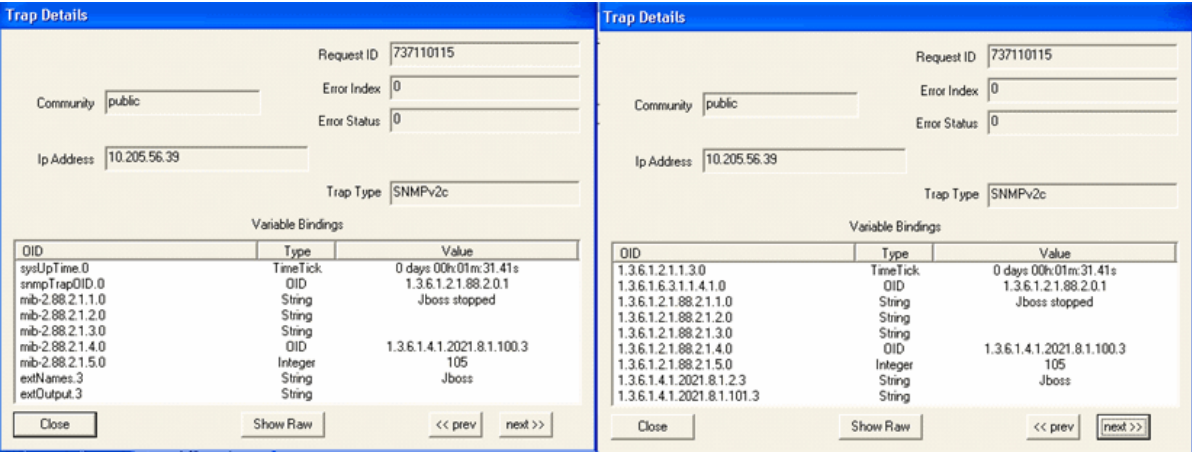 Trap Details
Request ID 737110115
Error Index 0
Community public
Error Status 0
Ip Address 10.205.56.39
Trap Type SNMPv2c
Variable Bindings
OID Type Value
sysUpTime.0 TimeTick 0 days 00h:01m:31.41s
snmpTrapOID.0 OID 1.3.6.1.2.1.88.2.0.1
mib-2.88.2.1.1.0 String Jboss stopped
mib-2.88.2.1.2.0 String
mib-2.88.2.1.3.0 String
mib-2.88.2.1.4.0 OID 1.3.6.1.4.1.2021.8.1.100.3
mib-2.88.2.1.5.0 Integer 105
extNames.3 String Jboss
extOutput.3 String
Close Show Raw << prev next >>
Trap Details
Request ID 737110115
Error Index 0
Community public
Error Status 0
Ip Address 10.205.56.39
Trap Type SNMPv2c
Variable Bindings
OID Type Value
1.3.6.1.2.1.1.3.0 TimeTick 0 days 00h:01m:31.41s
1.3.6.1.6.3.1.1.4.1.0 OID 1.3.6.1.2.1.88.2.0.1
1.3.6.1.2.1.88.2.1.1.0 String Jboss stopped
1.3.6.1.2.1.88.2.1.2.0 String
1.3.6.1.2.1.88.2.1.3.0 String
1.3.6.1.2.1.88.2.1.4.0 OID 1.3.6.1.4.1.2021.8.1.100.3
1.3.6.1.2.1.88.2.1.5.0 Integer 105
1.3.6.1.4.1.2021.8.1.2.3 String Jboss
1.3.6.1.4.1.2021.8.1.101.3 String
Close Show Raw << prev next >>